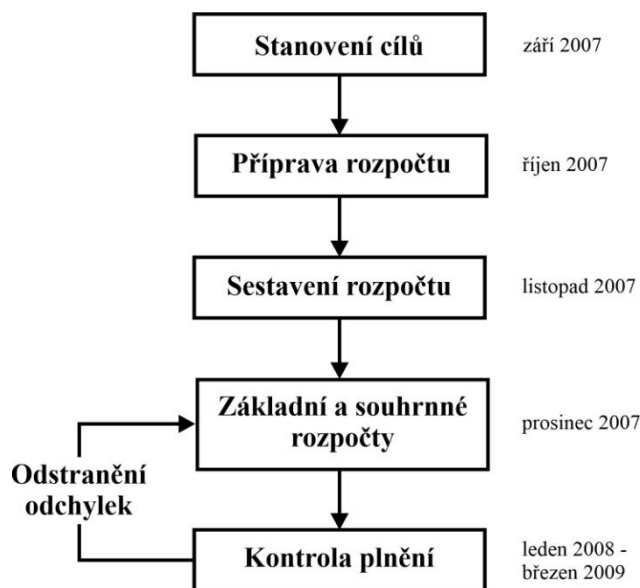 Stanovení cílů
září 2007
Příprava rozpočtu
říjen 2007
Sestavení rozpočtu
listopad 2007
Základní a souhrnné
rozpočty
prosinec 2007
Odstranění
odchylek
Kontrola plnění
leden 2008 -
březen 2009